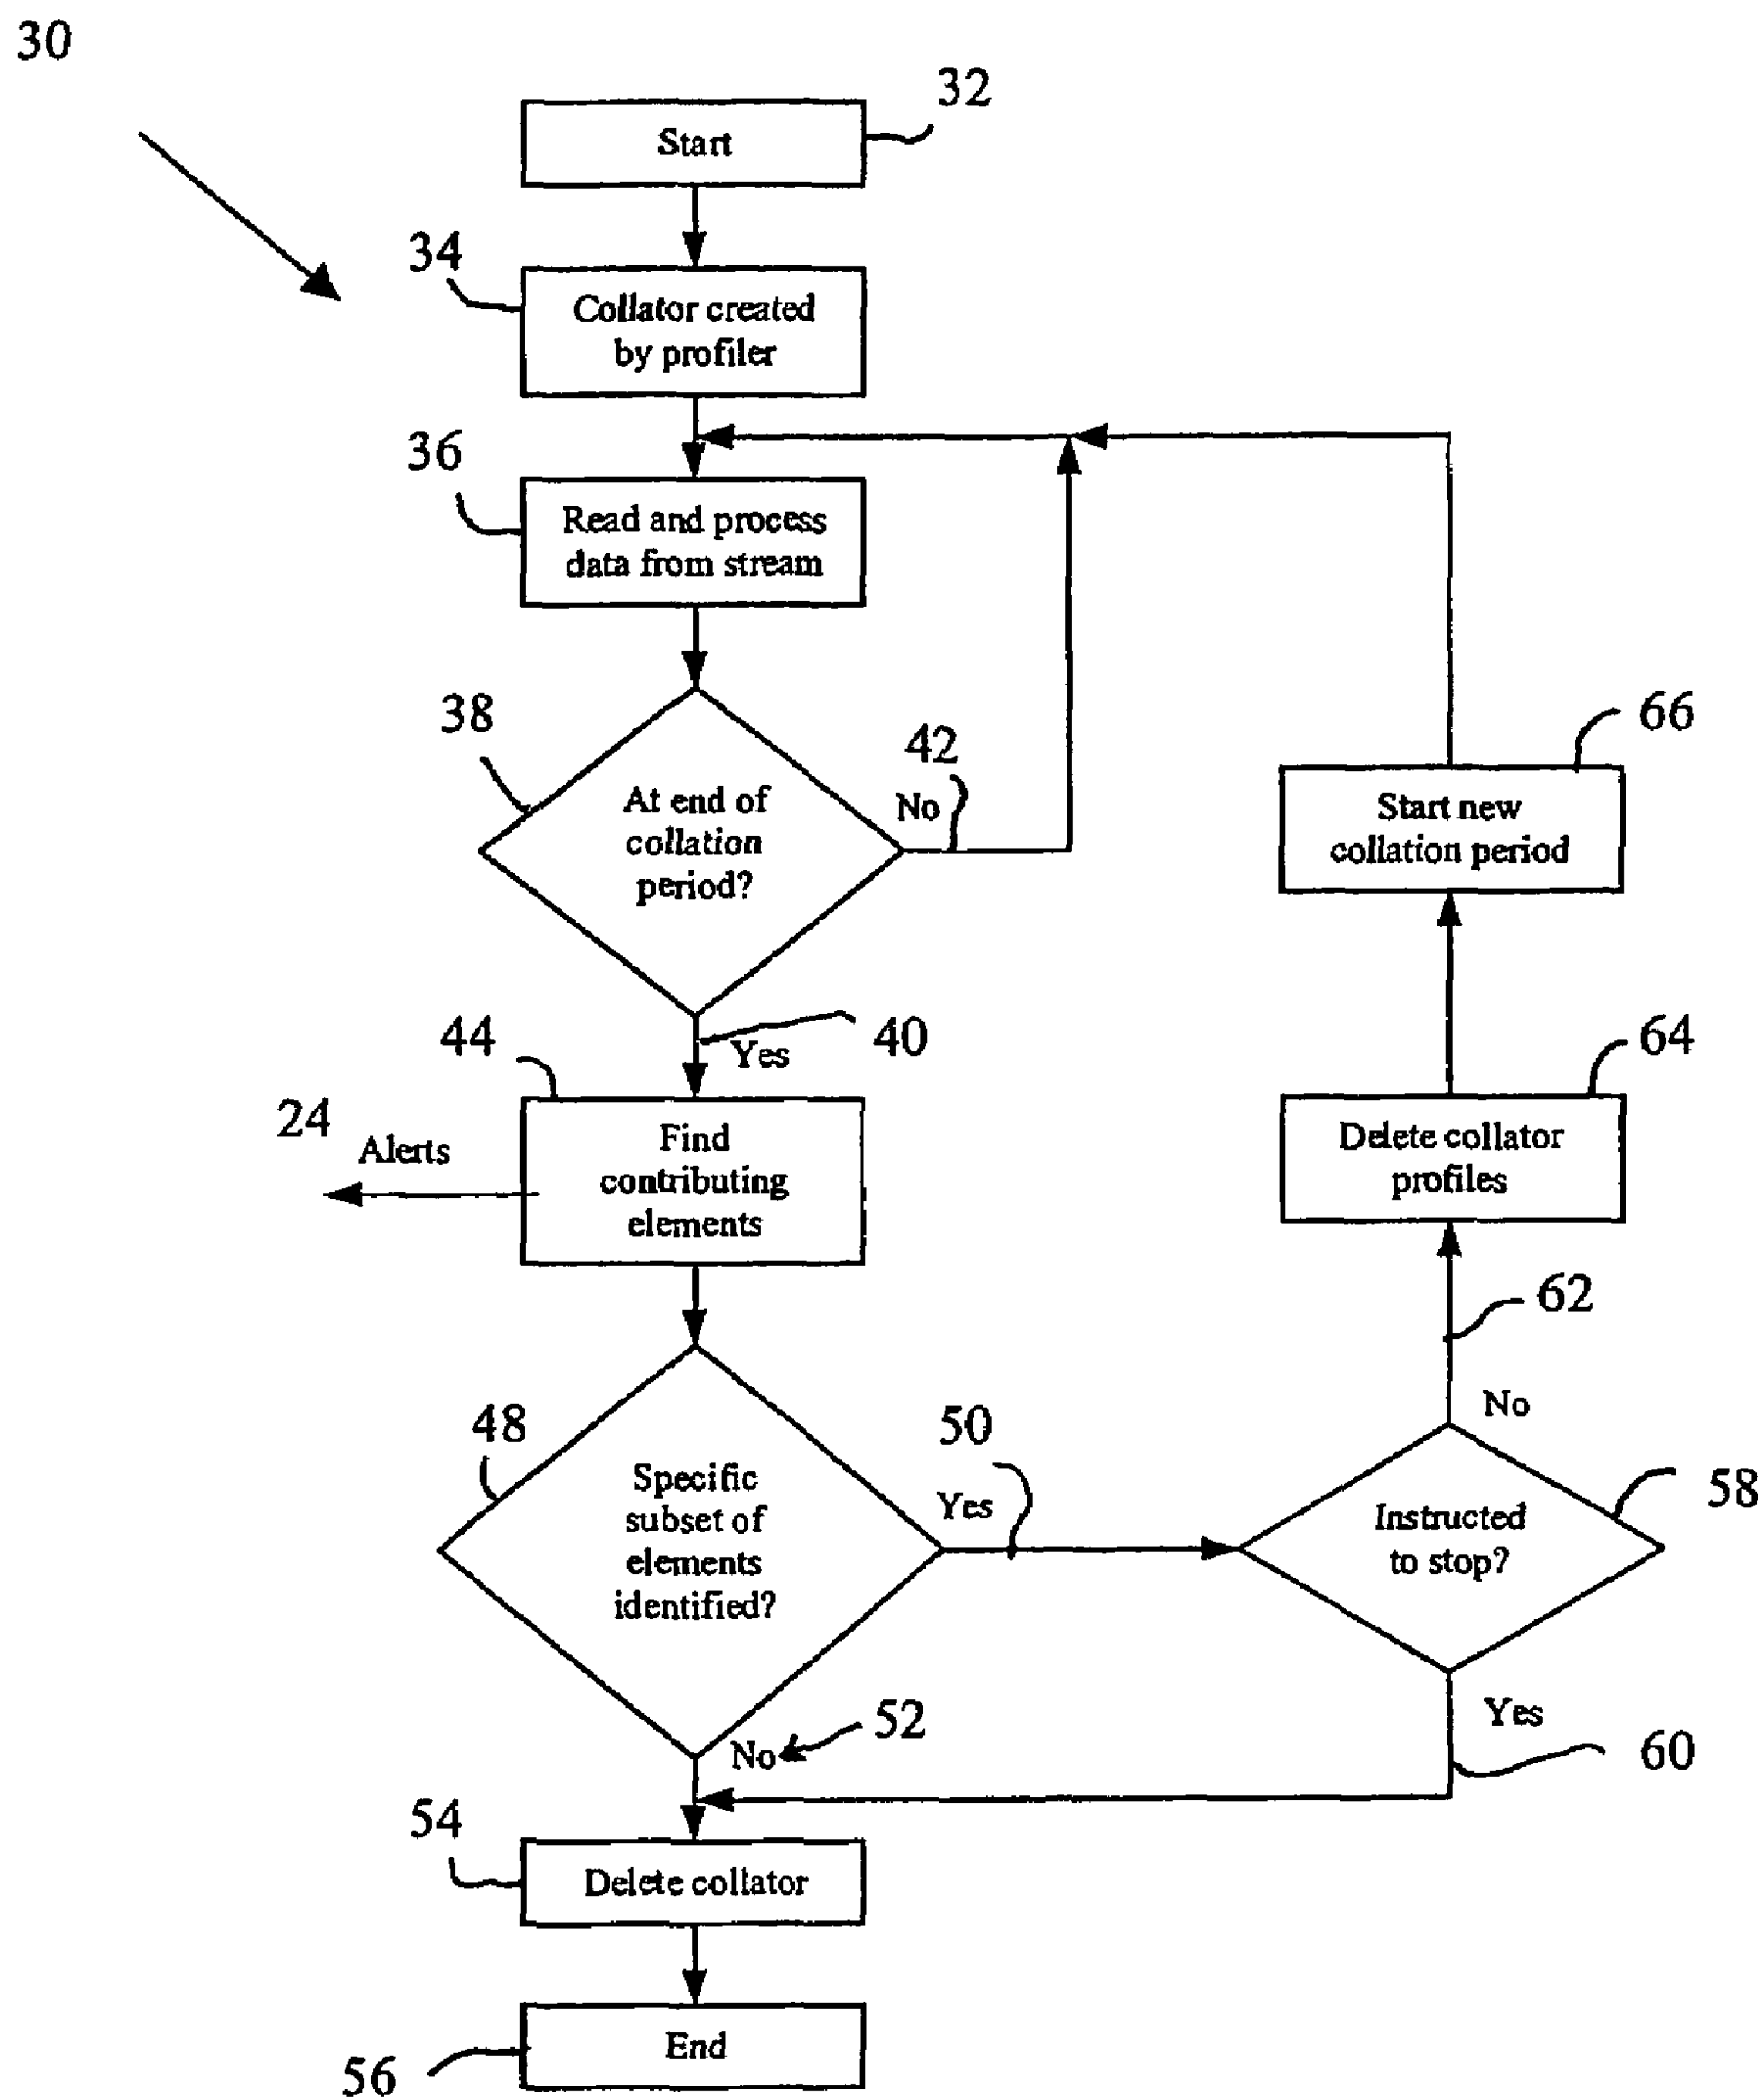 30
32
Start
34
Collator created
by profiler
36
Read and process
data from stream
38
At end of
collation
period?
42
No
66
Start new
collation period
40
Yes
44
24
Alerts
Find
contributing
elements
64
Delete collator
profiles
62
No
48
Specific
subset of
elements
identified?
50
Yes
58
Instructed
to stop?
Yes
60
52
No
54
Delete collator
End
56